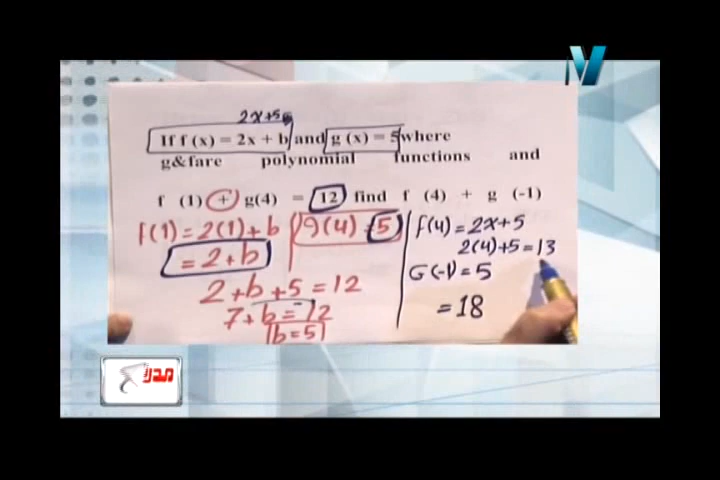 2x+5
If f (x) = 2x + b and g (x) = 5 where
g&fare polynomial functions and
f (1) + g(4) = 12 find f (4) + g (-1)
f(1) = 2(1) + b
= 2+b
g(4) = 5
2+b+5=12
7+b=12
b=5
f(4) = 2x+5
2(4)+5=13
G(-1) = 5
=18
مدرستنا